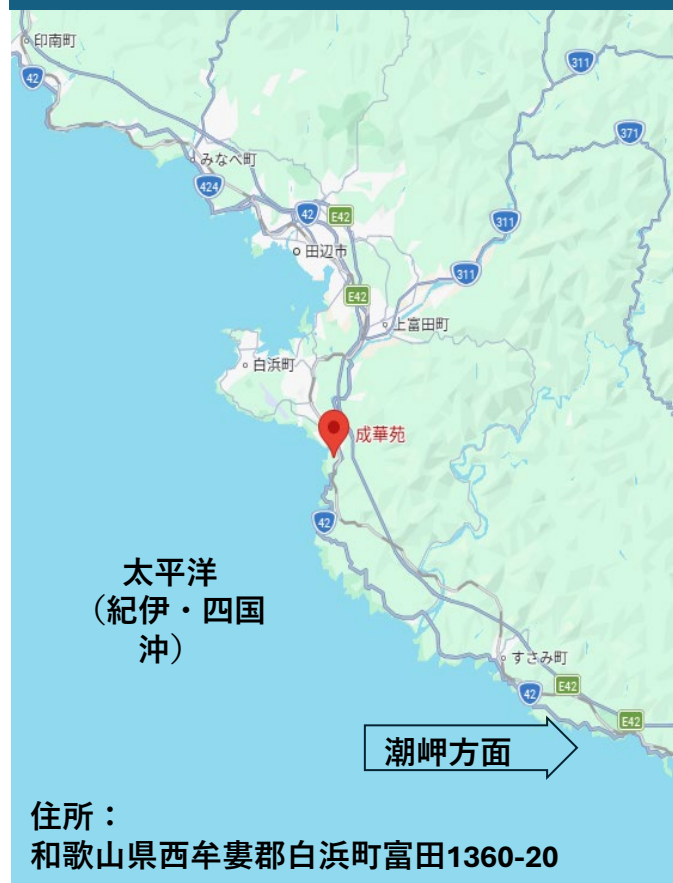 印南町
42
311
371
みなべ町
424
42
E42
田辺市
311
311
E42
上富田町
白浜町
成華苑
42
太平洋
（紀伊・四国
沖）
すさみ町
42
E42
E42
潮岬方面
住所：
和歌山県西牟婁郡白浜町富田1360-20